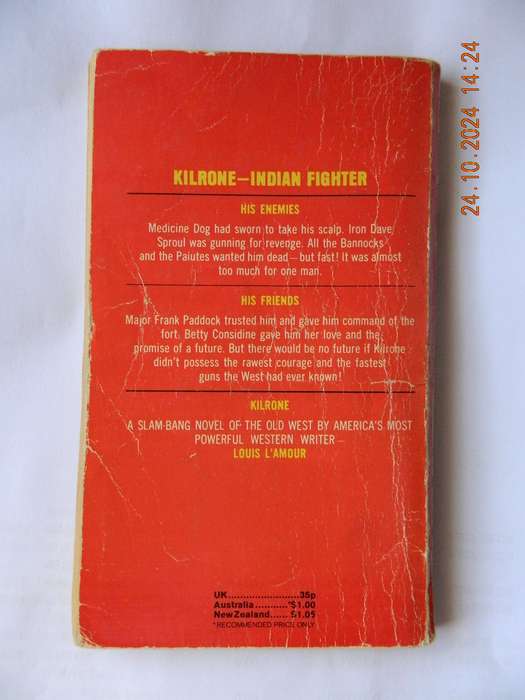 KILRONE—INDIAN FIGHTER
HIS ENEMIES
Medicine Dog had sworn to take his scalp. Iron Dave
Sproul was gunning for revenge. All the Bannocks
and the Paiutes wanted him dead—but fast! It was almost
too much for one man.
HIS FRIENDS
Major Frank Paddock trusted him and gave him command of the
fort. Betty Considine gave him her love and the
promise of a future. But there would be no future if Kilrone
didn't possess the rawest courage and the fastest
guns the West had ever known!
KILRONE
A SLAM-BANG NOVEL OF THE OLD WEST BY AMERICA'S MOST
POWERFUL WESTERN WRITER—
LOUIS L'AMOUR
UK........................35p
Australia...........*$1.00
New Zealand...... $1.05
*RECOMMENDED PRICE ONLY
24.10.2024 14:24